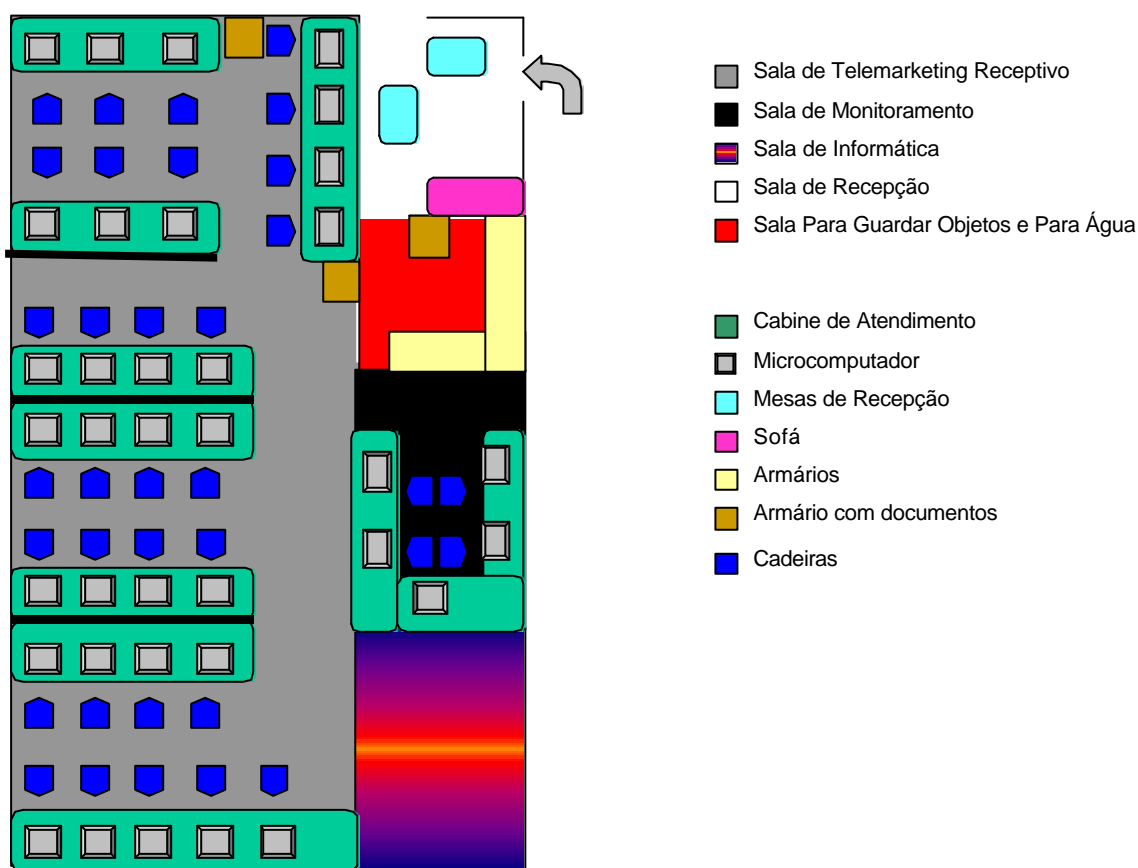 Sala de Telemarketing Receptivo
Sala de Monitoramento
Sala de Informática
Sala de Recepção
Sala Para Guardar Objetos e Para Água
Cabine de Atendimento
Microcomputador
Mesas de Recepção
Sofá
Armários
Armário com documentos
Cadeiras